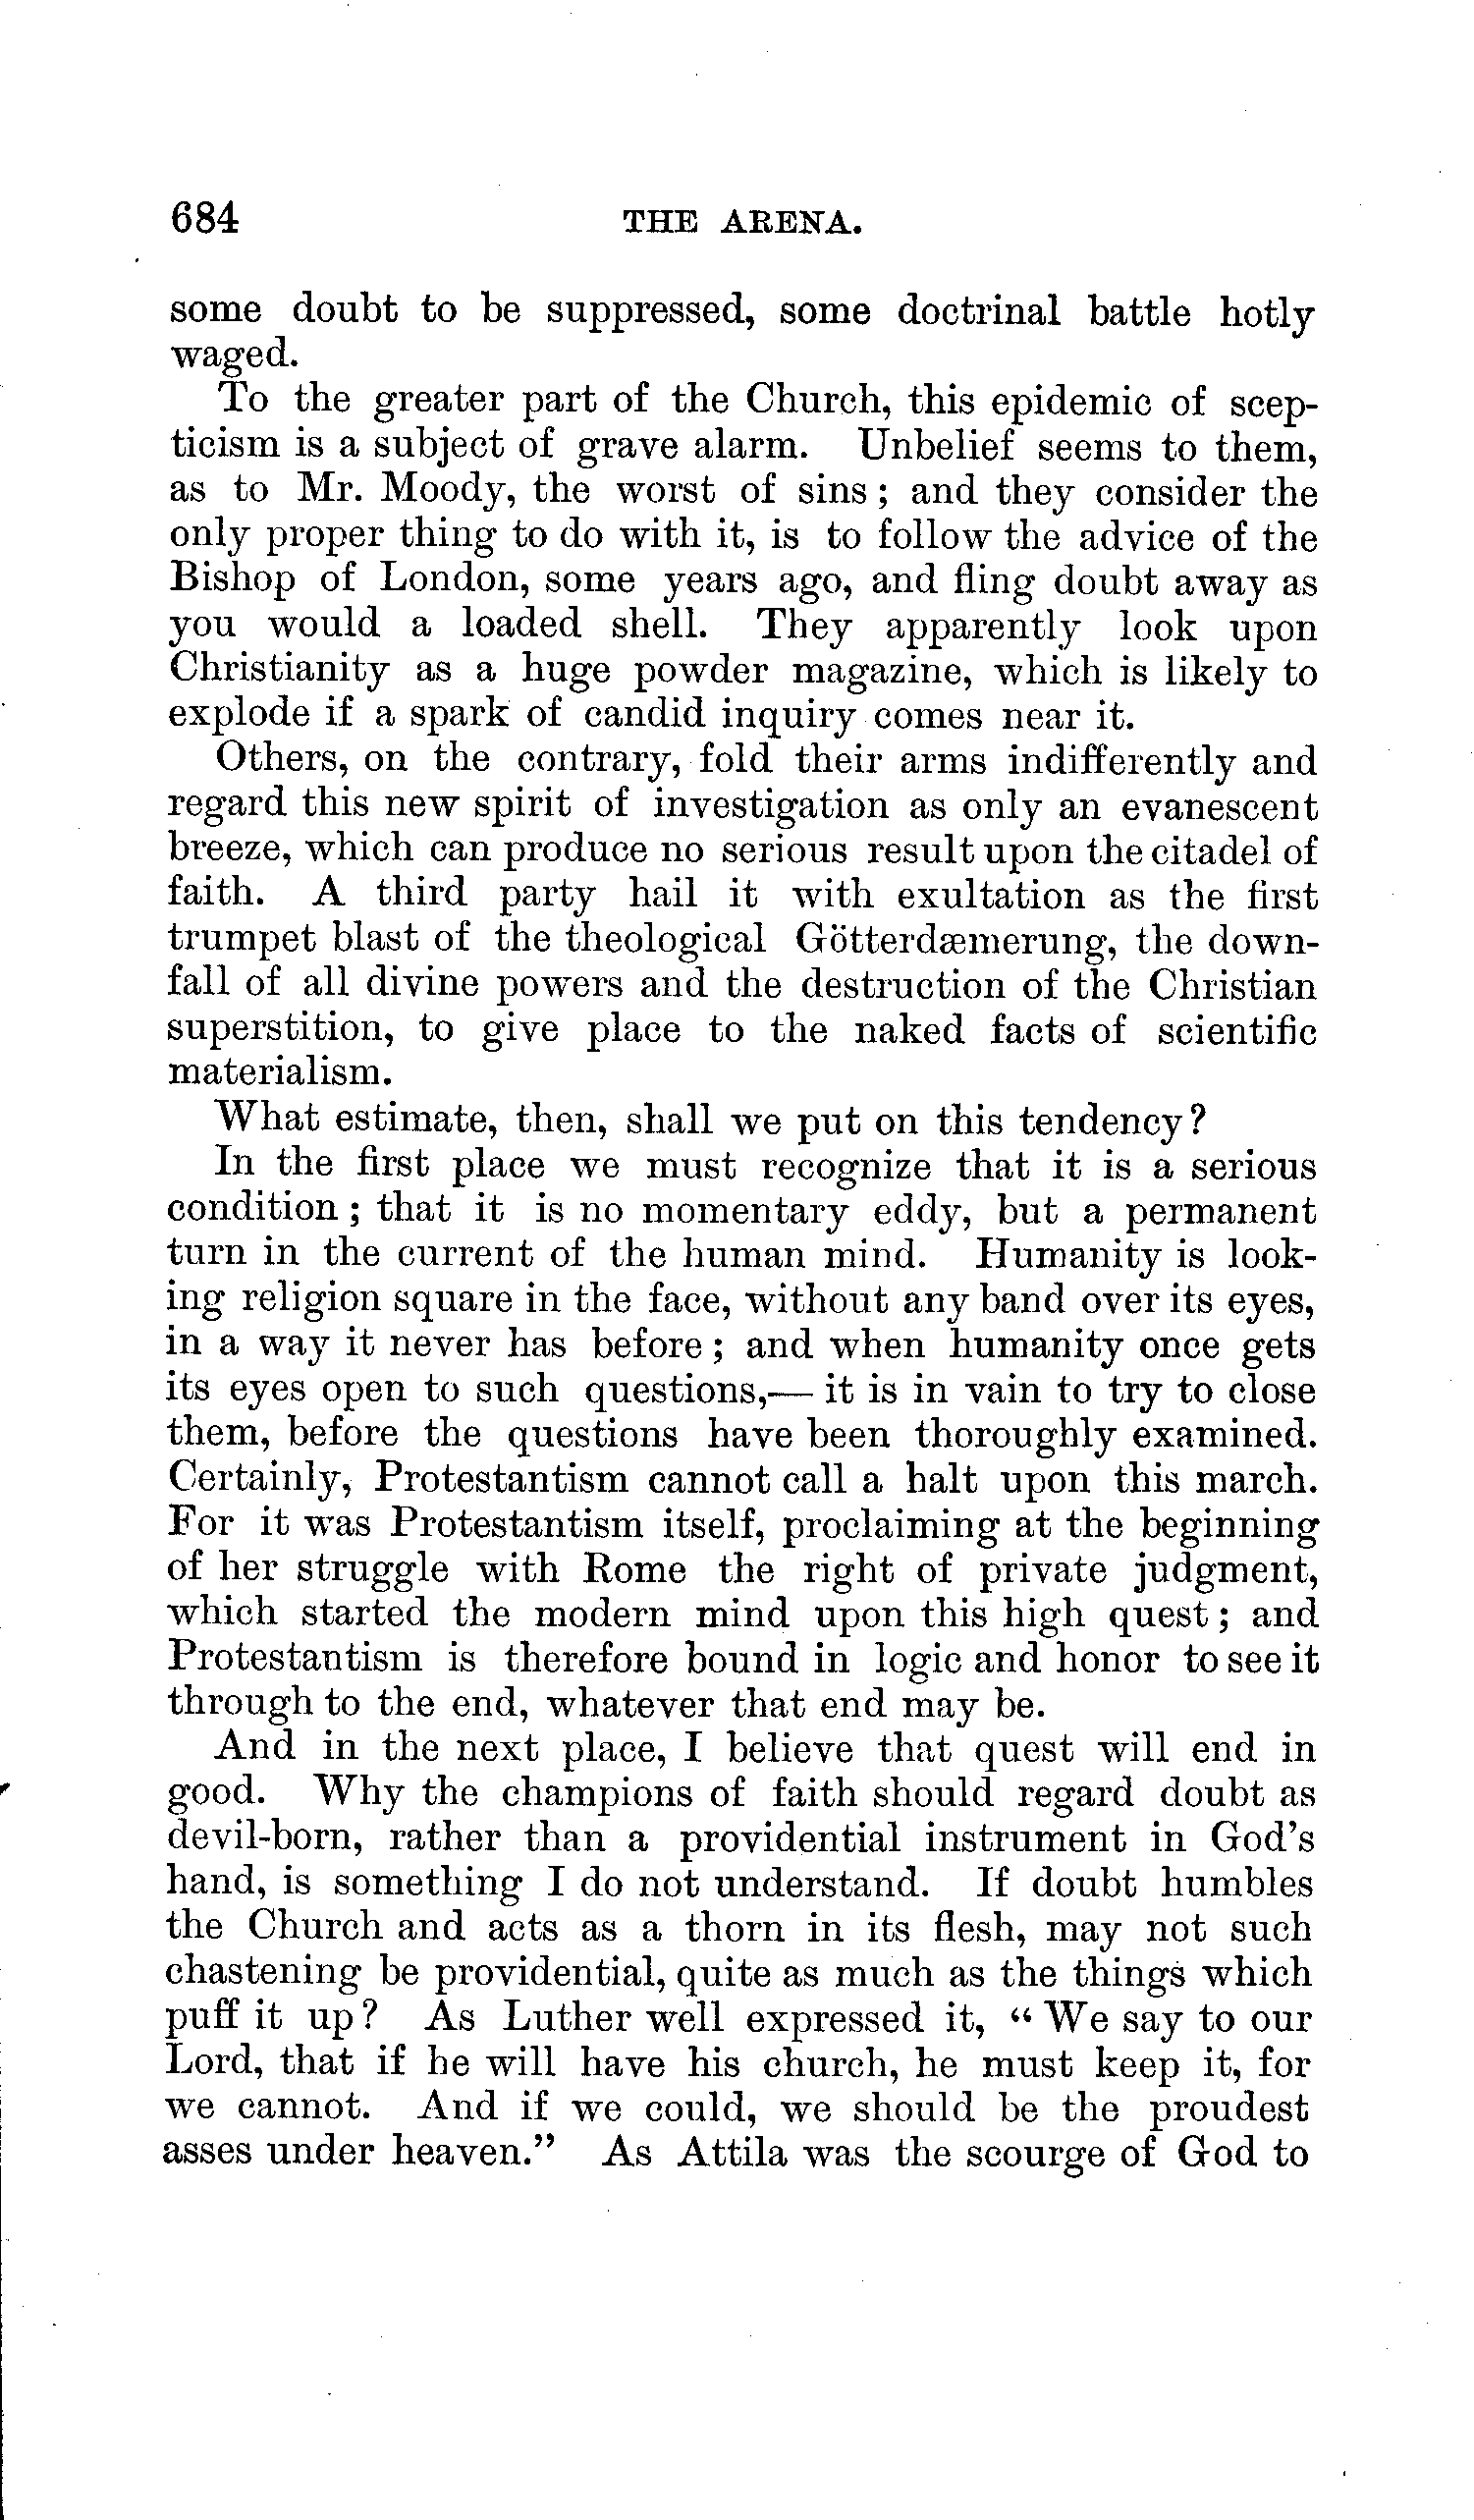 684 THE ARENA.
some doubt to be suppressed, some doctrinal battle hotly
waged.
To the greater part of the Church, this epidemic of scep-
ticism is a subject of grave alarm. Unbelief seems to them,
as to Mr. Moody, the worst of sins; and they consider the
only proper thing to do with it, is to follow the advice of the
Bishop of London, some years ago, and fling doubt away as
you would a loaded shell. They apparently look upon
Christianity as a huge powder magazine, which is likely to
explode if a spark of candid inquiry comes near it.
Others, on the contrary, fold their arms indifferently and
regard this new spirit of investigation as only an evanescent
breeze, which can produce no serious result upon the citadel of
faith. A third party hail it with exultation as the first
trumpet blast of the theological Götterdæmerung, the down-
fall of all divine powers and the destruction of the Christian
superstition, to give place to the naked facts of scientific
materialism.
What estimate, then, shall we put on this tendency?
In the first place we must recognize that it is a serious
condition; that it is no momentary eddy, but a permanent
turn in the current of the human mind. Humanity is look-
ing religion square in the face, without any band over its eyes,
in a way it never has before; and when humanity once gets
its eyes open to such questions,— it is in vain to try to close
them, before the questions have been thoroughly examined.
Certainly, Protestantism cannot call a halt upon this march.
For it was Protestantism itself, proclaiming at the beginning
of her struggle with Rome the right of private judgment,
which started the modern mind upon this high quest; and
Protestantism is therefore bound in logic and honor to see it
through to the end, whatever that end may be.
And in the next place, I believe that quest will end in
good. Why the champions of faith should regard doubt as
devil-born, rather than a providential instrument in God's
hand, is something I do not understand. If doubt humbles
the Church and acts as a thorn in its flesh, may not such
chastening be providential, quite as much as the things which
puff it up? As Luther well expressed it, "We say to our
Lord, that if he will have his church, he must keep it, for
we cannot. And if we could, we should be the proudest
asses under heaven." As Attila was the scourge of God to